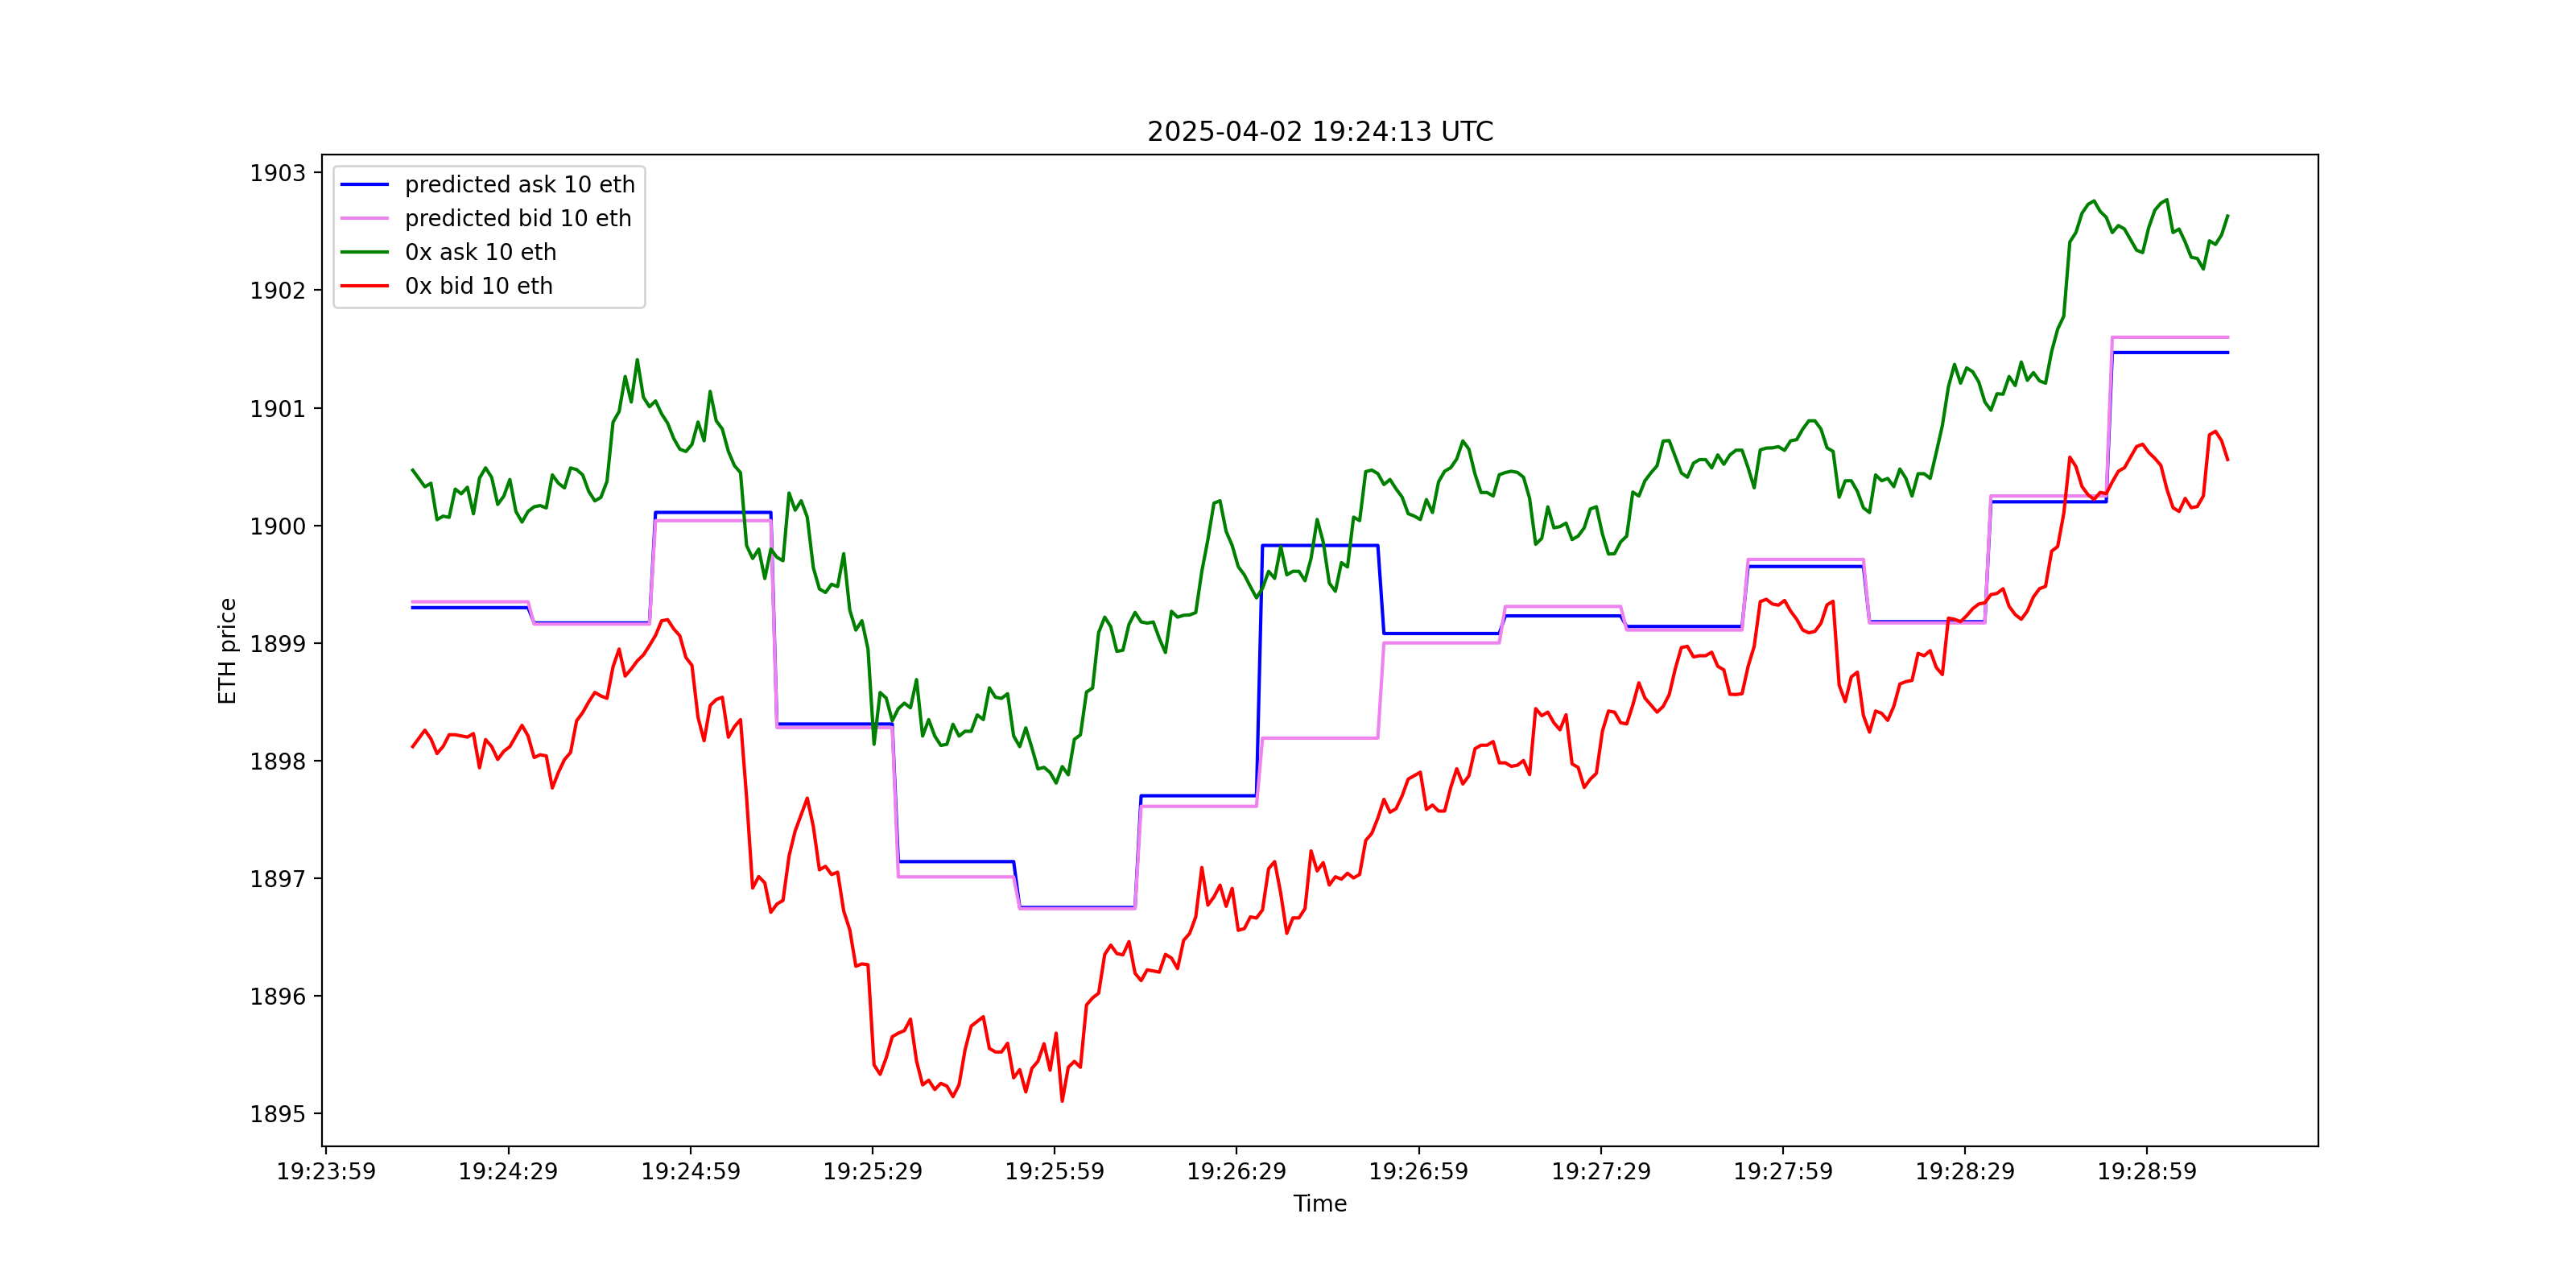 2025-04-02 19:24:13 UTC
predicted ask 10 eth
predicted bid 10 eth
0x ask 10 eth
0x bid 10 eth
ETH price
1903
1902
1901
1900
1899
1898
1897
1896
1895
19:23:59 19:24:29 19:24:59 19:25:29 19:25:59 19:26:29 19:26:59 19:27:29 19:27:59 19:28:29 19:28:59
Time